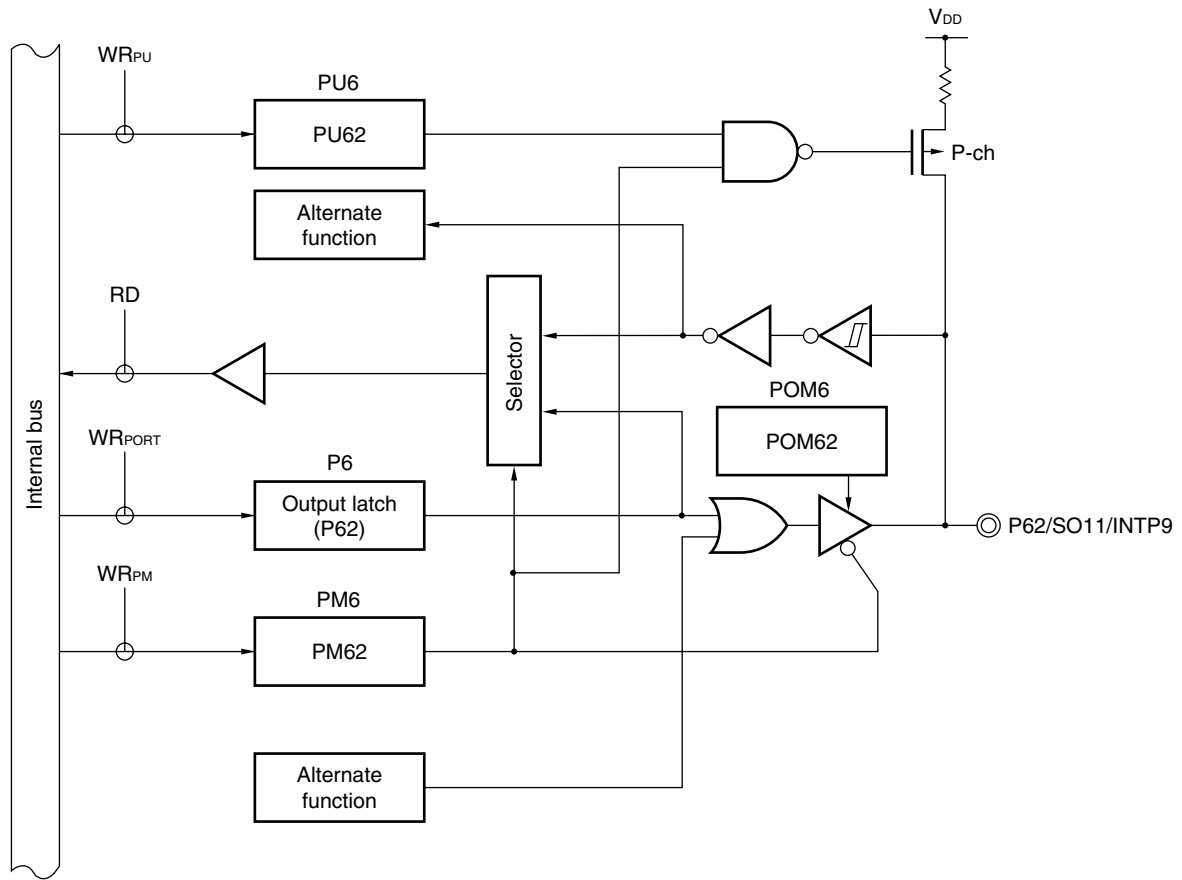 VDD
WRPU
PU6
PU62
P-ch
Alternate
function
RD
Selector
Internal bus
POM6
POM62
WRPORT
P6
Output latch
(P62)
P62/SO11/INTP9
WRPM
PM6
PM62
Alternate
function